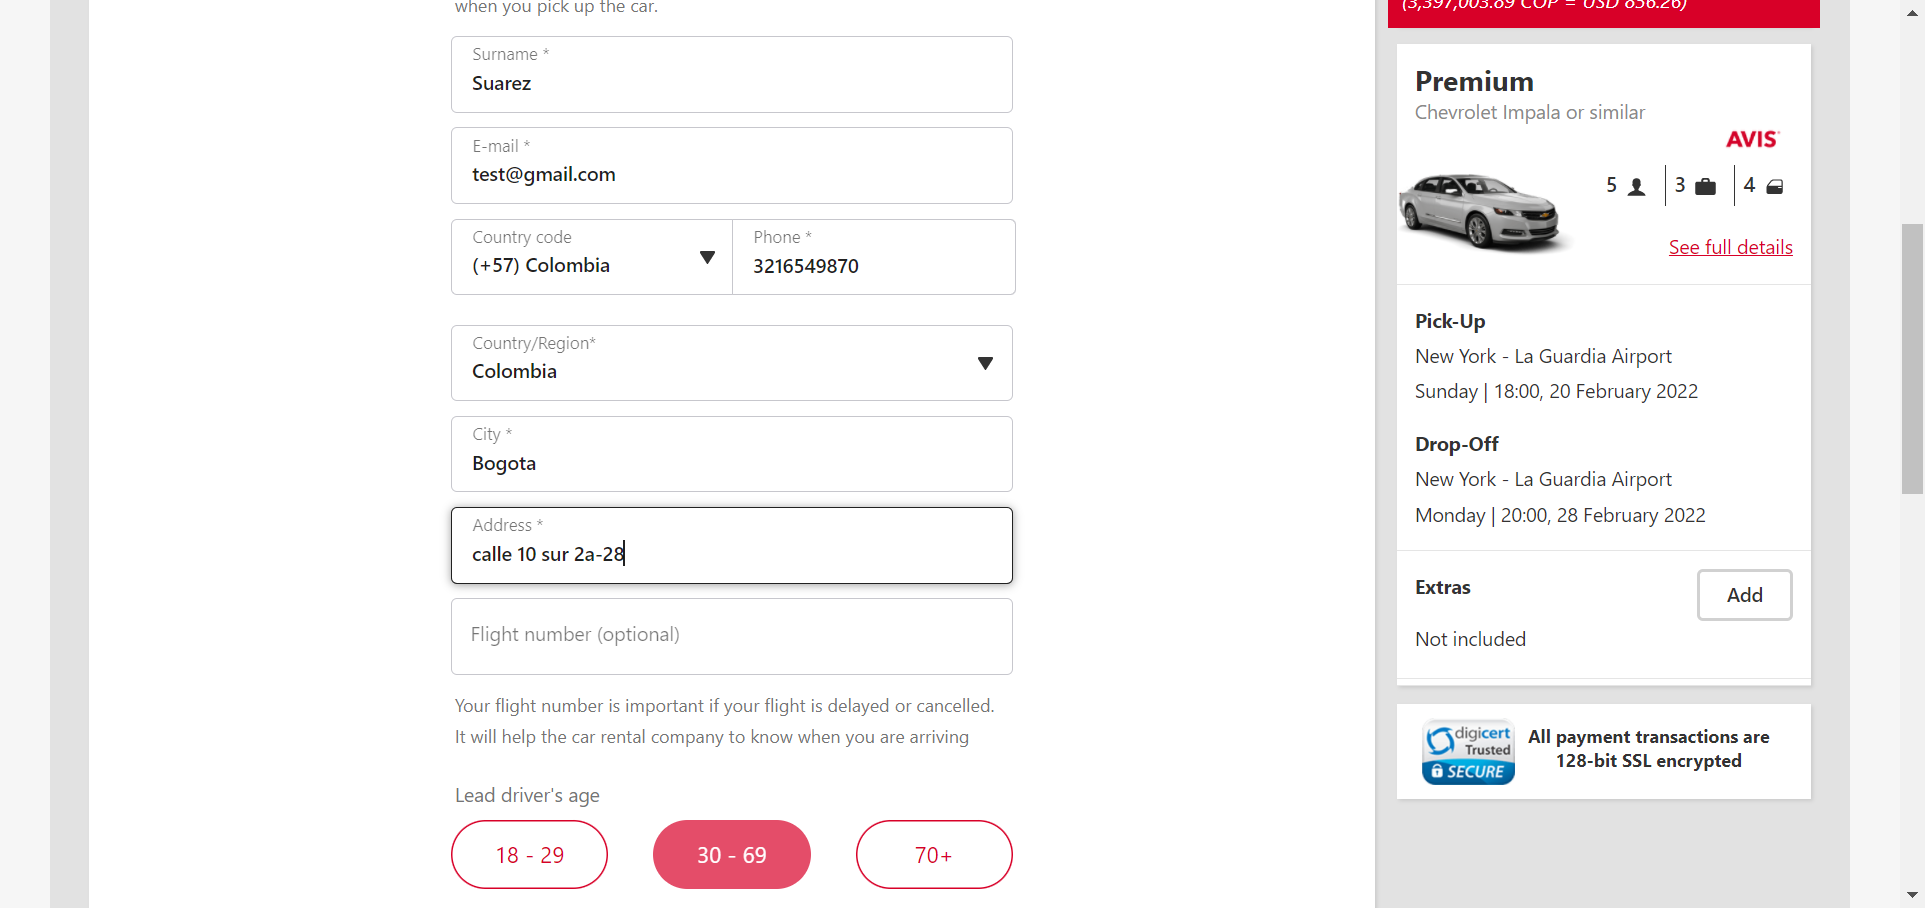 when you pick up the car.
Surname *
Suarez
E-mail *
test@gmail.com
Country code
(+57) Colombia
Phone *
3216549870
Country/Region*
Colombia
City *
Bogota
Address *
calle 10 sur 2a-28
Flight number (optional)
Your flight number is important if your flight is delayed or cancelled.
It will help the car rental company to know when you are arriving
Lead driver's age
18 - 29
30 - 69
70+
(3,397,003.89 COP = USD 856.26)
Premium
Chevrolet Impala or similar
AVIS
5
3
4
See full details
Pick-Up
New York - La Guardia Airport
Sunday | 18:00, 20 February 2022
Drop-Off
New York - La Guardia Airport
Monday | 20:00, 28 February 2022
Extras
Add
Not included
digicert
Trusted
SECURE
All payment transactions are
128-bit SSL encrypted